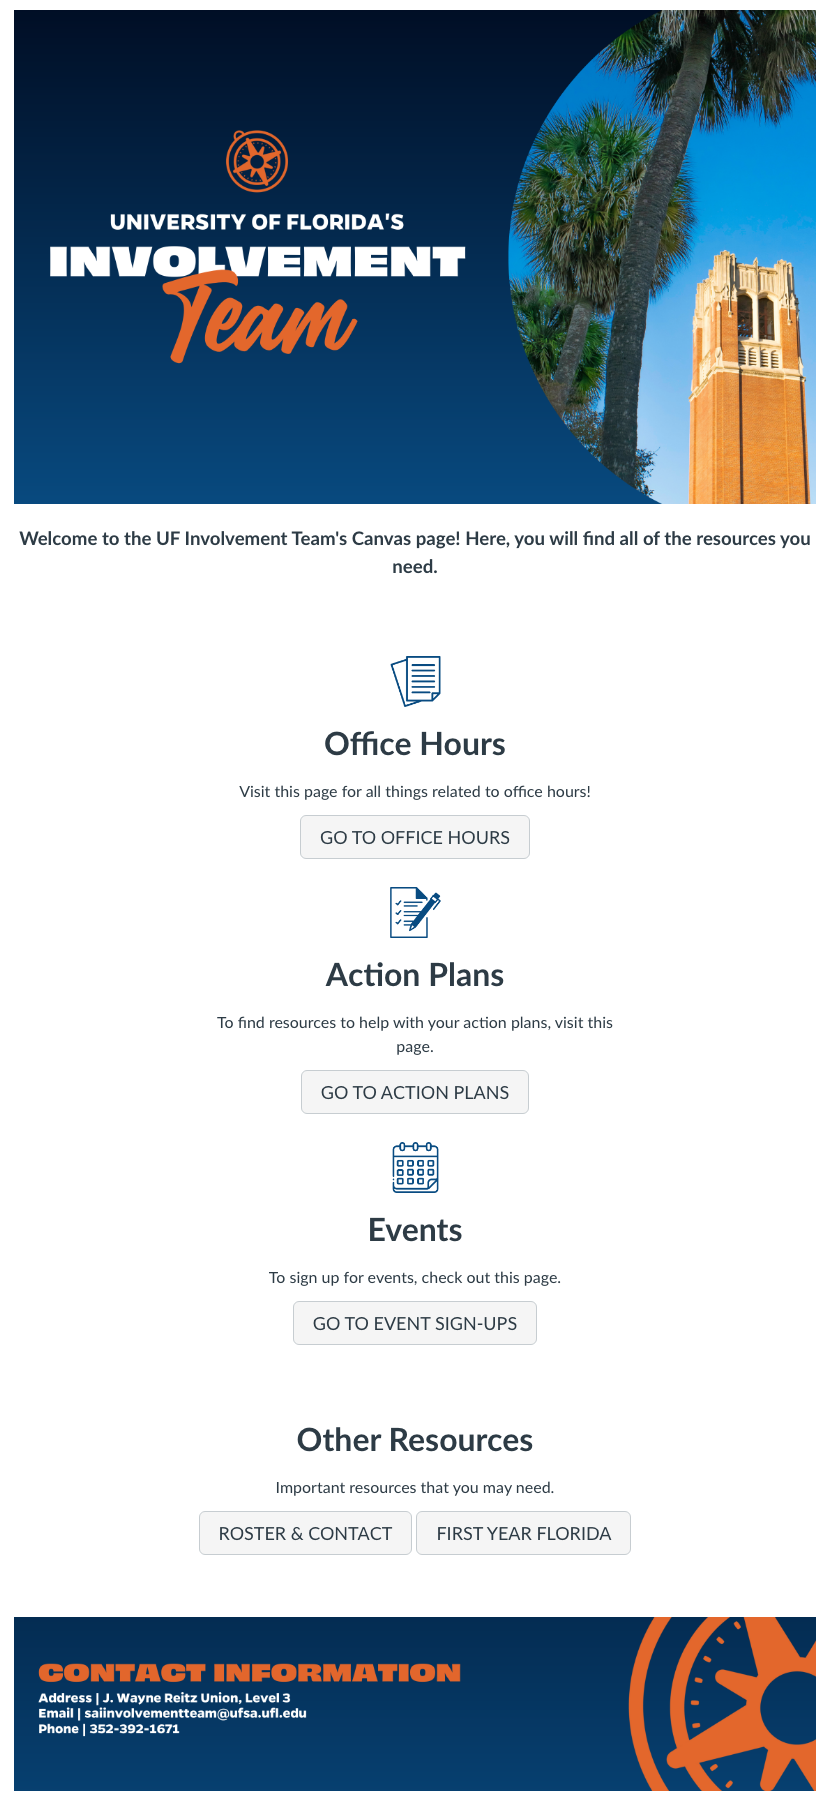 UNIVERSITY OF FLORIDA'S
INVOLVEMENT
Team
Welcome to the UF Involvement Team's Canvas page! Here, you will find all of the resources you
need.
Office Hours
Visit this page for all things related to office hours!
GO TO OFFICE HOURS
Action Plans
To find resources to help with your action plans, visit this
page.
GO TO ACTION PLANS
Events
To sign up for events, check out this page.
GO TO EVENT SIGN-UPS
Other Resources
Important resources that you may need.
ROSTER & CONTACT FIRST YEAR FLORIDA
CONTACT INFORMATION
Address | J. Wayne Reitz Union, Level 3
Email | saiinvolvementteam@ufsa.ufl.edu
Phone | 352-392-1671